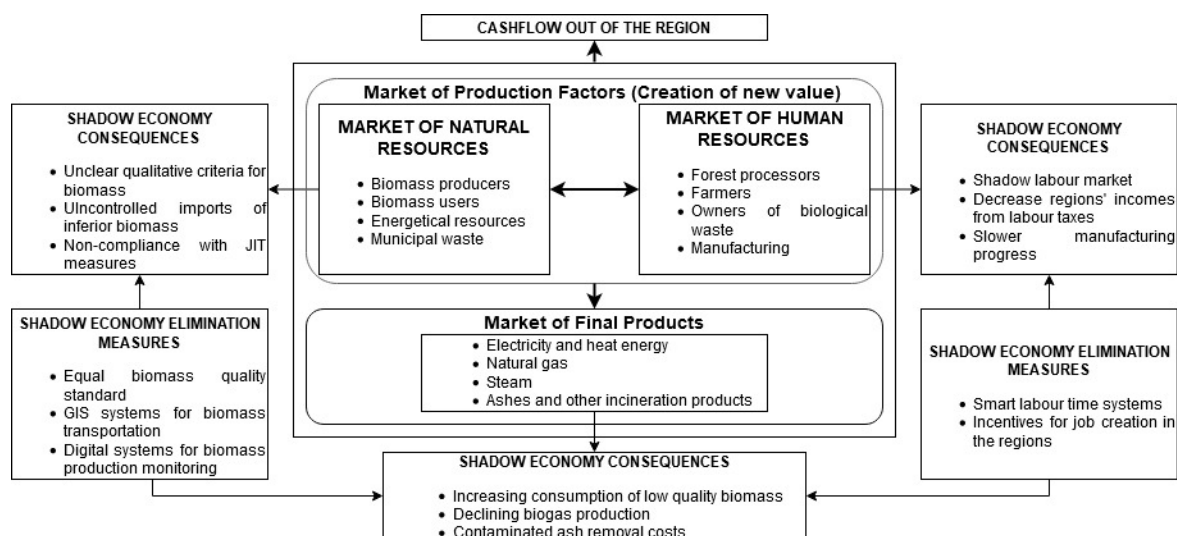 CASHFLOW OUT OF THE REGION
Market of Production Factors (Creation of new value)
SHADOW ECONOMY
CONSEQUENCES
• Unclear qualitative criteria for
biomass
• Uncontrolled imports of
inferior biomass
• Non-compliance with JIT
measures
MARKET OF NATURAL
RESOURCES
• Biomass producers
• Biomass users
• Energetical resources
• Municipal waste
MARKET OF HUMAN
RESOURCES
• Forest processors
• Farmers
• Owners of biological
waste
• Manufacturing
SHADOW ECONOMY
CONSEQUENCES
• Shadow labour market
• Decrease regions' incomes
from labour taxes
• Slower manufacturing
progress
SHADOW ECONOMY ELIMINATION
MEASURES
• Equal biomass quality
standard
• GIS systems for biomass
transportation
• Digital systems for biomass
production monitoring
Market of Final Products
• Electricity and heat energy
• Natural gas
• Steam
• Ashes and other incineration products
SHADOW ECONOMY ELIMINATION
MEASURES
• Smart labour time systems
• Incentives for job creation in
the regions
SHADOW ECONOMY CONSEQUENCES
• Increasing consumption of low quality biomass
• Declining biogas production
• Contaminated ash removal costs